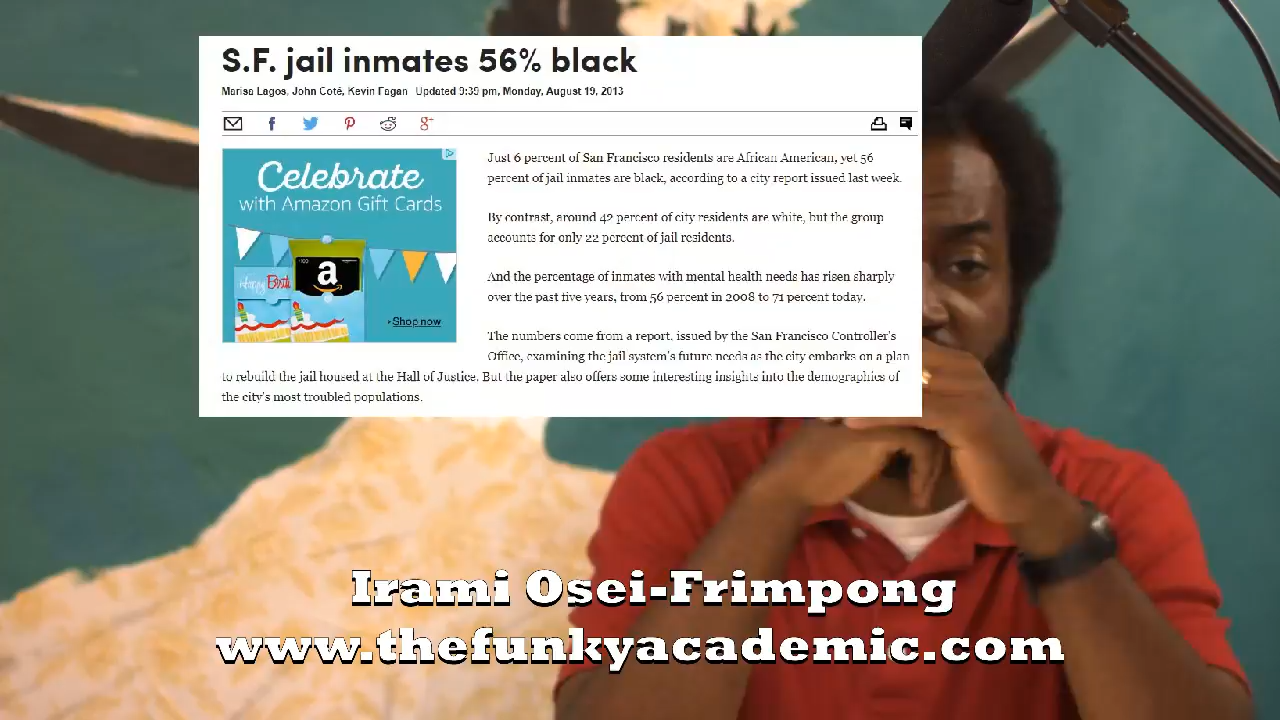 S.F. jail inmates 56% black
Marisa Lagos, John Coté, Kevin Fagan Updated 9:39 pm, Monday, August 19, 2013
Celebrate
with Amazon Gift Cards
a
Happy Birth
Shop now
Just 6 percent of San Francisco residents are African American, yet 56
percent of jail inmates are black, according to a city report issued last week.
By contrast, around 42 percent of city residents are white, but the group
accounts for only 22 percent of jail residents.
And the percentage of inmates with mental health needs has risen sharply
over the past five years, from 56 percent in 2008 to 71 percent today.
The numbers come from a report, issued by the San Francisco Controller's
Office, examining the jail system's future needs as the city embarks on a plan
to rebuild the jail housed at the Hall of Justice. But the paper also offers some interesting insights into the demographics of
the city's most troubled populations.
Irami Osei-Frimpong
www.thefunkyacademic.com